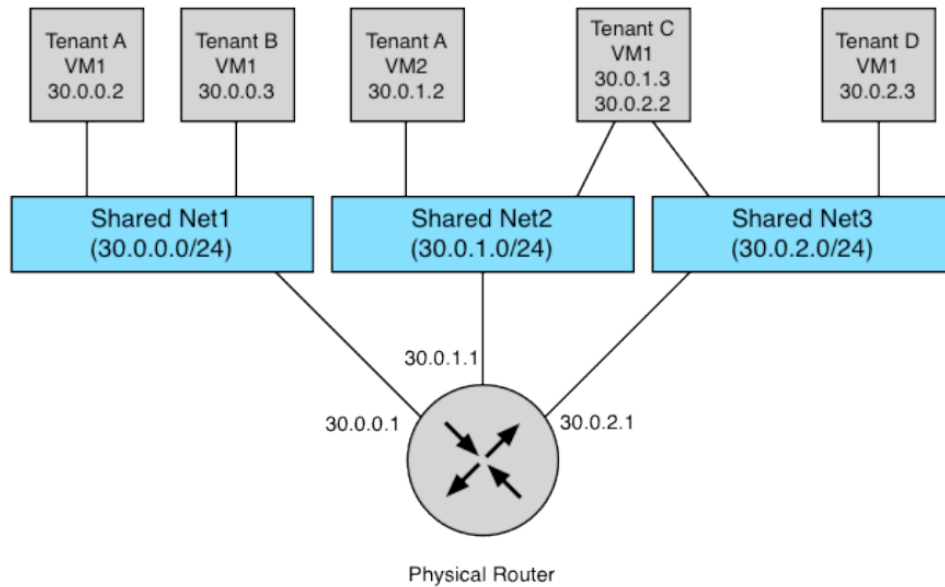 Tenant A
VM1
30.0.0.2
Tenant B
VM1
30.0.0.3
Tenant A
VM2
30.0.1.2
Tenant C
VM1
30.0.1.3
30.0.2.2
Tenant D
VM1
30.0.2.3
Shared Net1
(30.0.0.0/24)
Shared Net2
(30.0.1.0/24)
Shared Net3
(30.0.2.0/24)
30.0.1.1
30.0.0.1
30.0.2.1
Physical Router